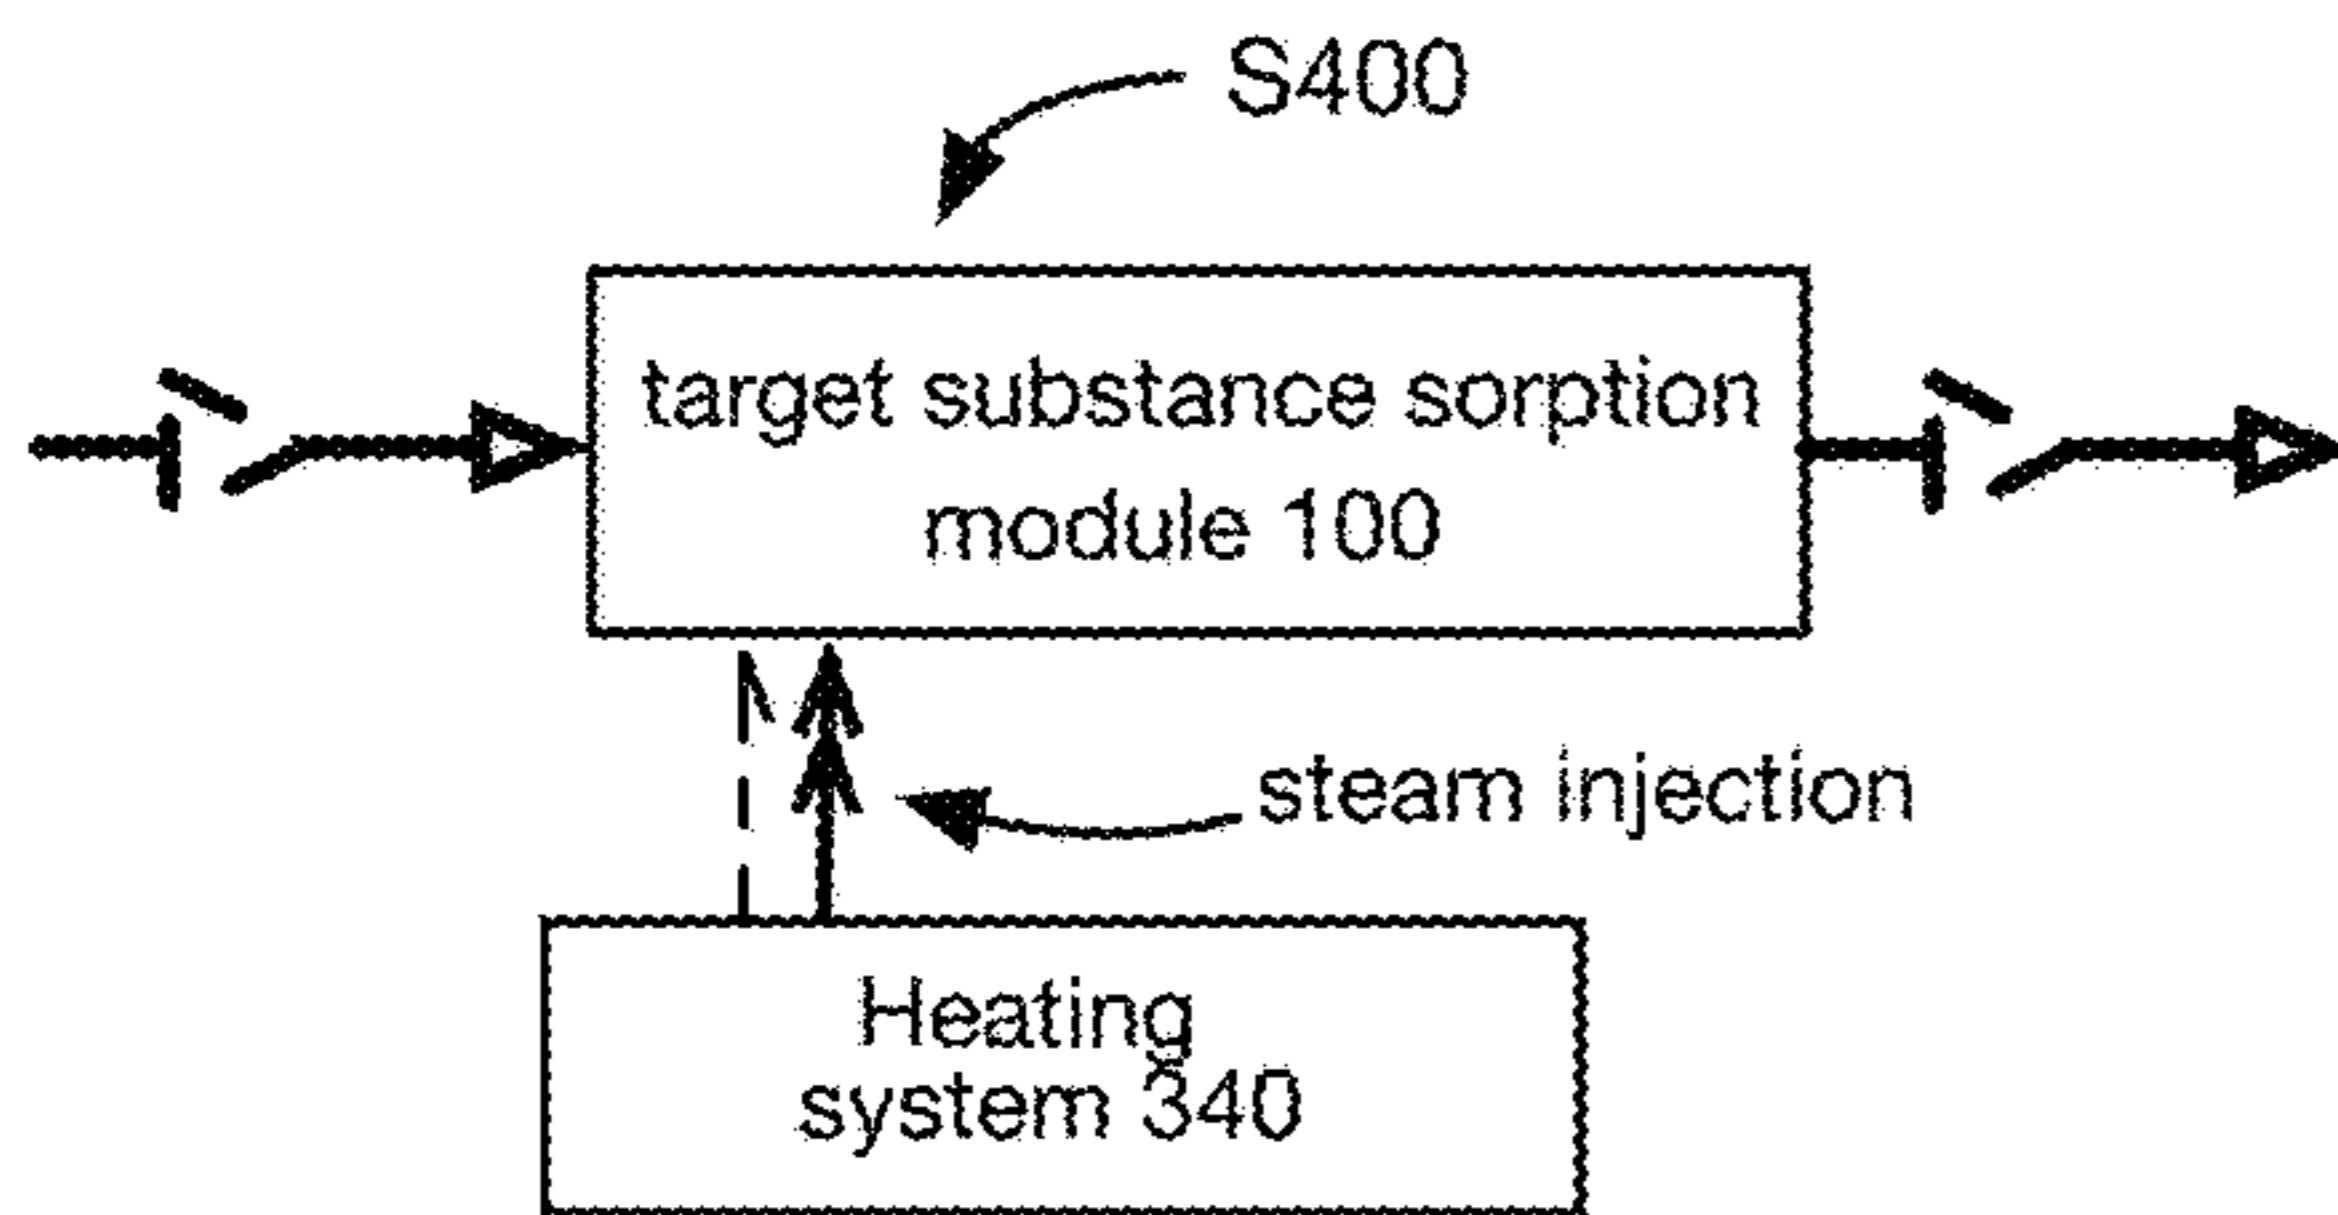 S400
target substance sorption
module 100
steam injection
Heating
system 340